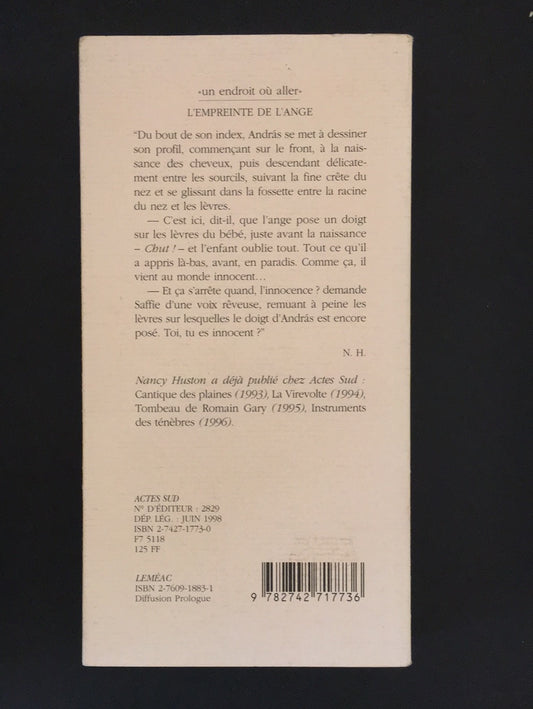 «un endroit où aller»
L'EMPREINTE DE L'ANGE
"Du bout de son index, András se met à dessiner
son profil, commençant sur le front, à la nais-
sance des cheveux, puis descendant délicate-
ment entre les sourcils, suivant la fine crête du
nez et se glissant dans la fossette entre la racine
du nez et les lèvres.
— C'est ici, dit-il, que l'ange pose un doigt
sur les lèvres du bébé, juste avant la naissance
– Chut ! – et l'enfant oublie tout. Tout ce qu'il
a appris là-bas, avant, en paradis. Comme ça, il
vient au monde innocent…
— Et ça s'arrête quand, l'innocence ? demande
Saffie d'une voix rêveuse, remuant à peine les
lèvres sur lesquelles le doigt d'András est encore
posé. Toi, tu es innocent ?"
N. H.
Nancy Huston a déjà publié chez Actes Sud :
Cantique des plaines (1993), La Virevolte (1994),
Tombeau de Romain Gary (1995), Instruments
des ténèbres (1996).
ACTES SUD
N° D'ÉDITEUR : 2829
DÉP. LÉG. : JUIN 1998
ISBN 2-7427-1773-0
F7 5118
125 FF
LEMÉAC
ISBN 2-7609-1883-1
Diffusion Prologue
9 782742 717736